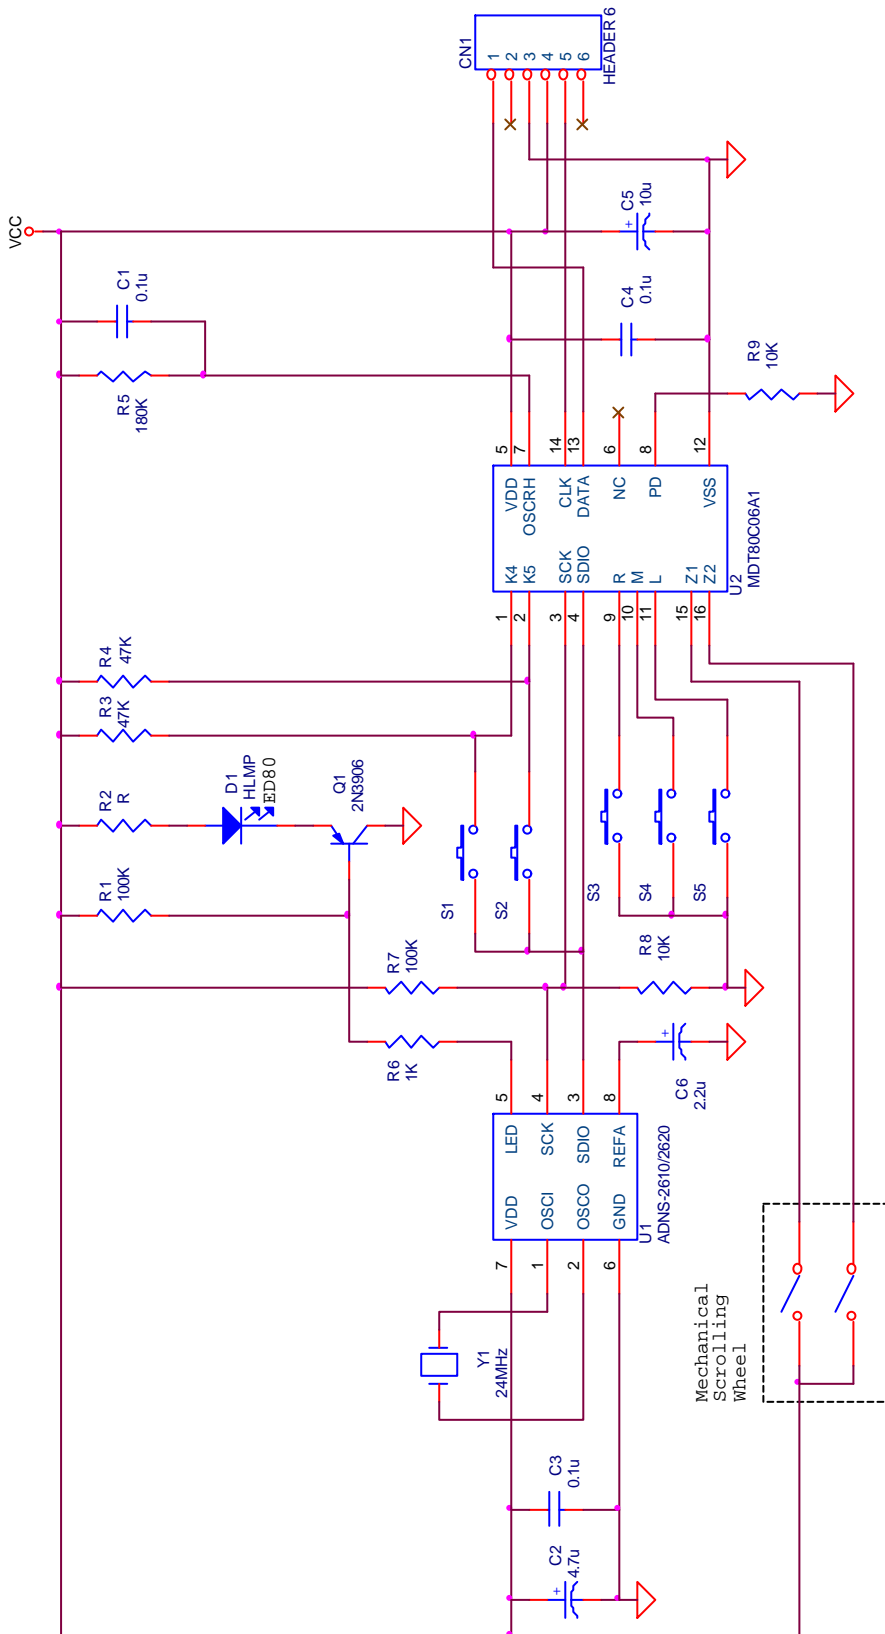 CN1
1
2
3
4
5
6
HEADER 6
VCC
C5
10u
+
C1
0.1u
C4
0.1u
R5
180K
R9
10K
5
7
14
13
6
8
12
VDD
OSCRH
CLK
DATA
NC
PD
VSS
K4
K5
SCK
SDIO
R
M
L
Z1
Z2
U2
MDT80C06A1
1
2
3
4
9
10
11
15
16
R4
47K
R3
47K
R2
R
D1
HLMP
ED80
Q1
2N3906
R1
100K
S1
S2
S3
S4
S5
R7
100K
R8
10K
R6
1K
+
C6
2.2u
5
4
3
8
LED
SCK
SDIO
REFA
VDD
OSCI
OSCO
GND
U1
ADNS-2610/2620
7
1
2
6
Y1
24MHz
Mechanical
Scrolling
Wheel
C3
0.1u
C2
4.7u
+